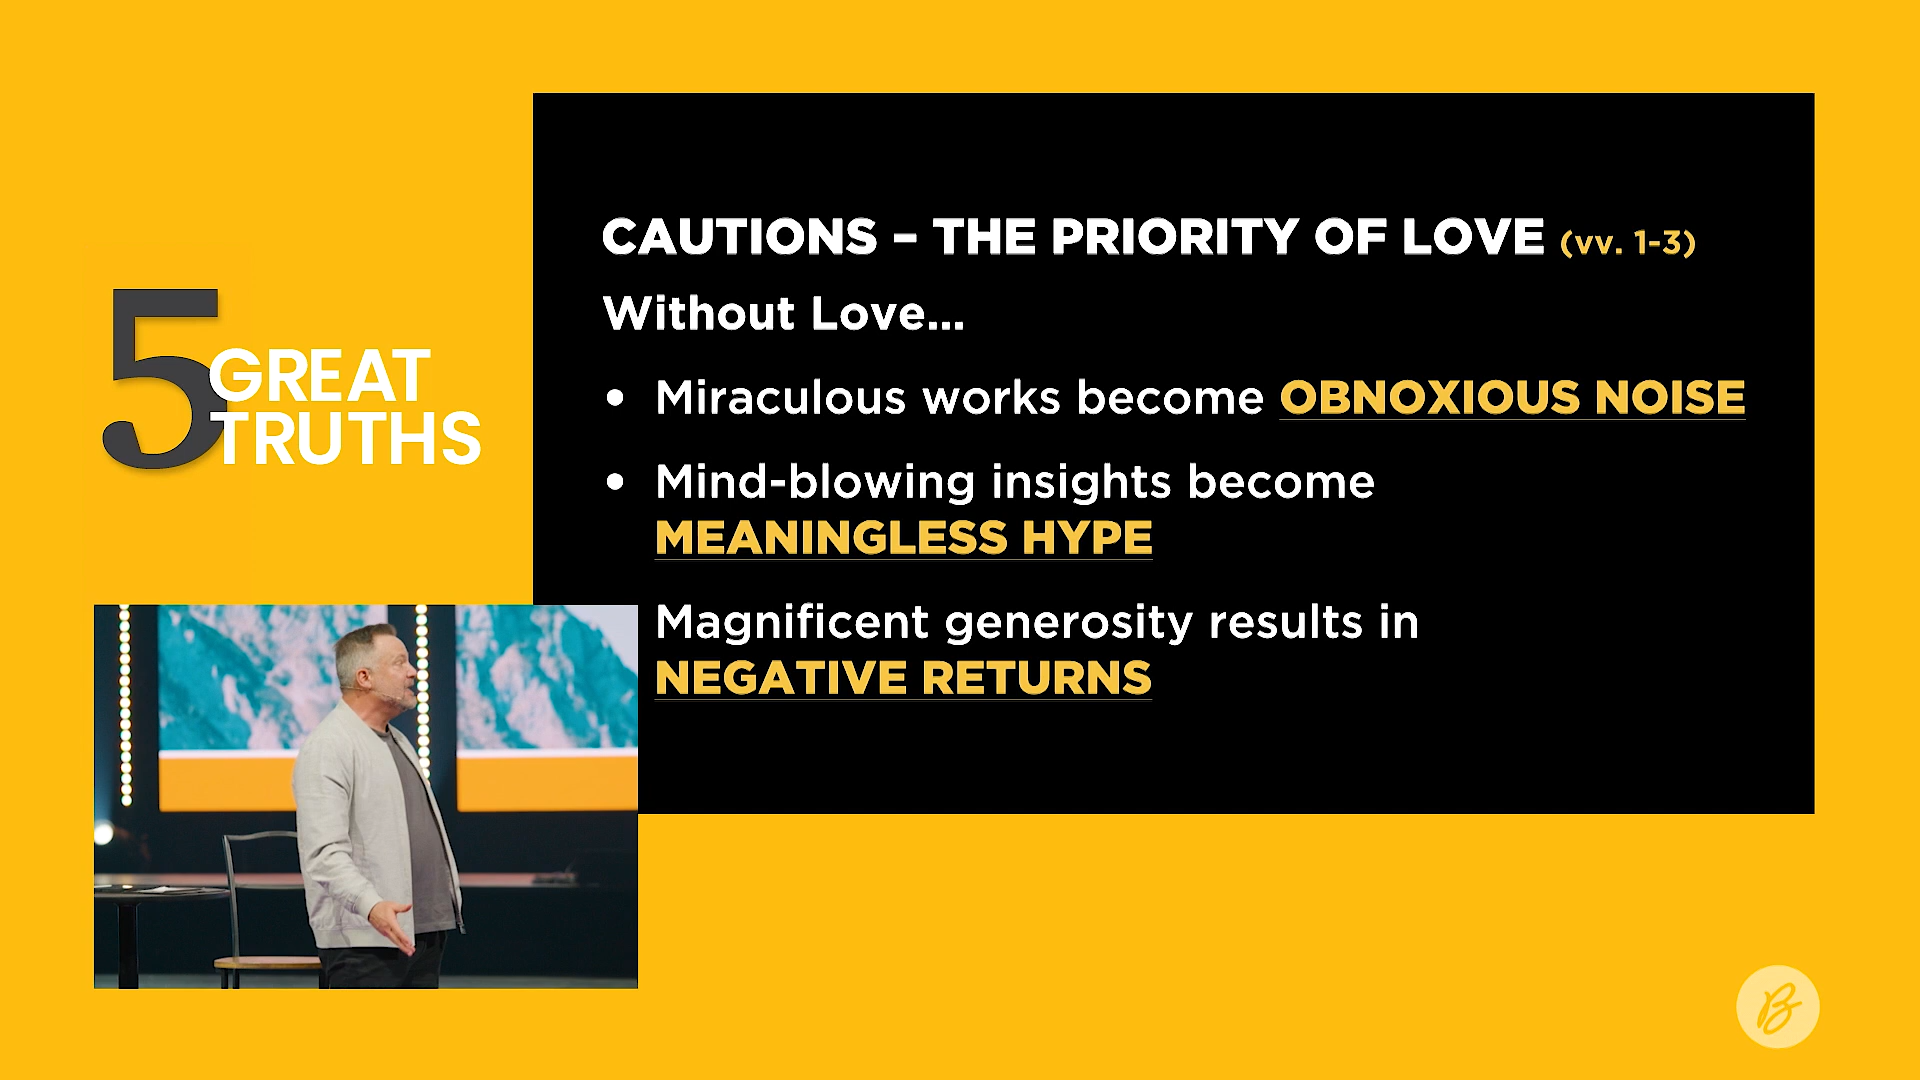 5
GREAT
TRUTHS
CAUTIONS – THE PRIORITY OF LOVE (vv. 1-3)
Without Love...
• Miraculous works become OBNOXIOUS NOISE
• Mind-blowing insights become
MEANINGLESS HYPE
Magnificent generosity results in
NEGATIVE RETURNS
B